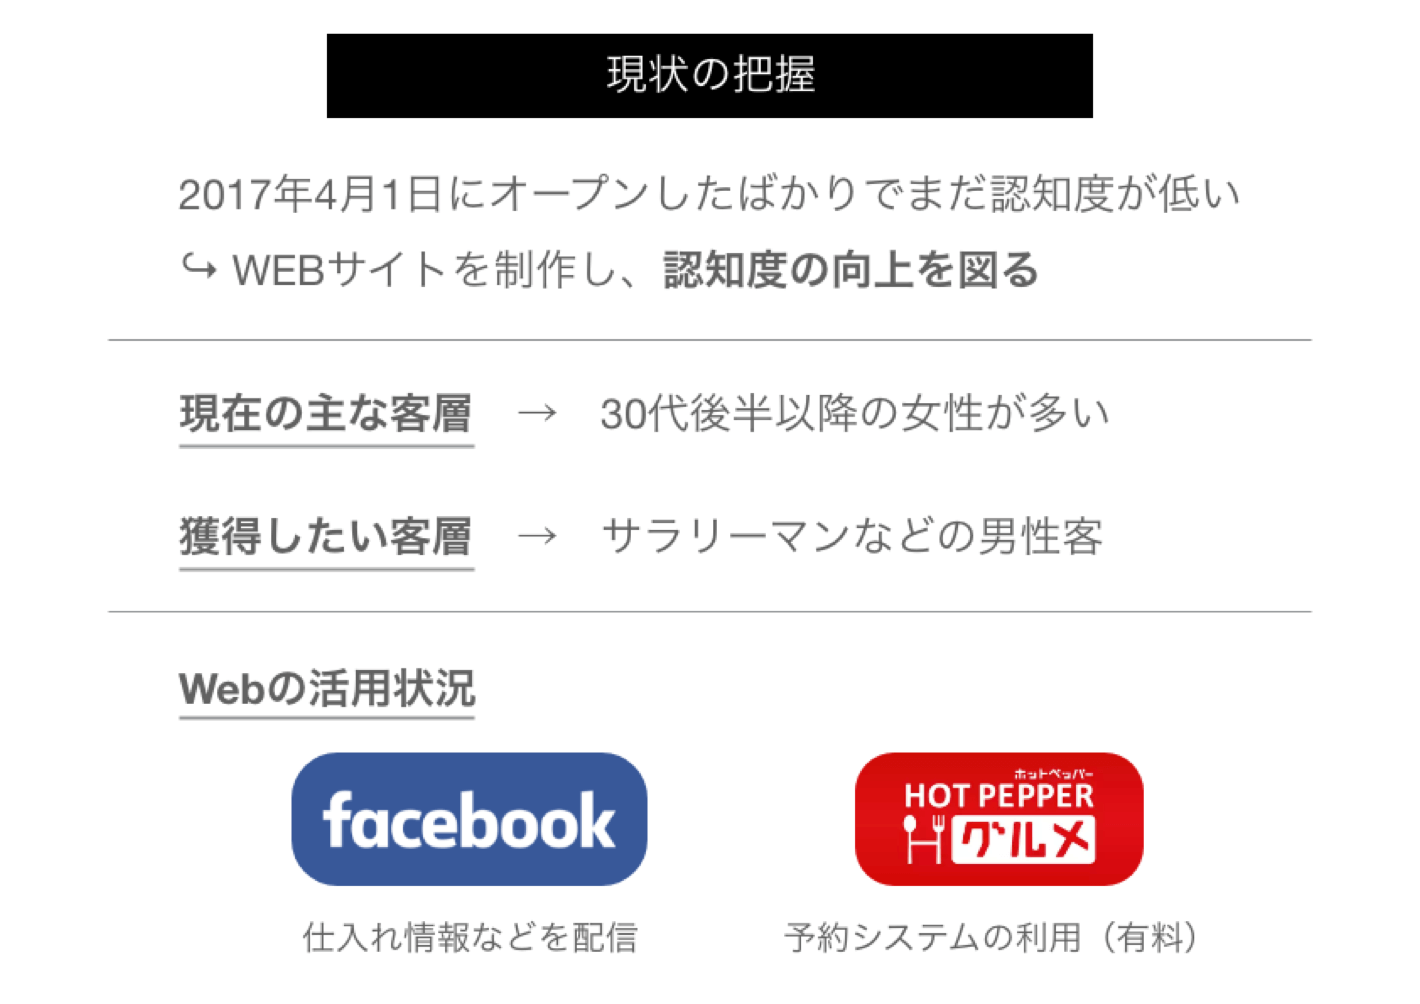 現状の把握
2017年4月1日にオープンしたばかりでまだ認知度が低い
↪ WEBサイトを制作し、認知度の向上を図る
現在の主な客層 → 30代後半以降の女性が多い
獲得したい客層 → サラリーマンなどの男性客
Webの活用状況
facebook
ホットペッパー
HOT PEPPER
グルメ
仕入れ情報などを配信
予約システムの利用（有料）